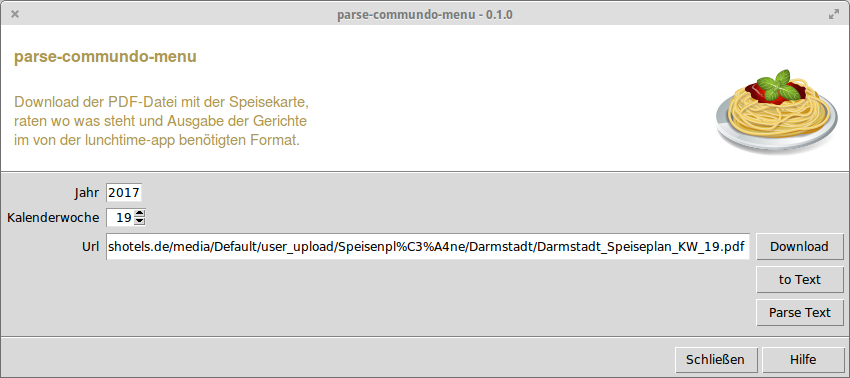 parse-commundo-menu - 0.1.0
parse-commundo-menu
Download der PDF-Datei mit der Speisekarte,
raten wo was steht und Ausgabe der Gerichte
im von der lunchtime-app benötigten Format.
Jahr 2017
Kalenderwoche 19
Url shotels.de/media/Default/user_upload/Speisenpl%C3%A4ne/Darmstadt/Darmstadt_Speiseplan_KW_19.pdf Download
to Text
Parse Text
Schließen Hilfe